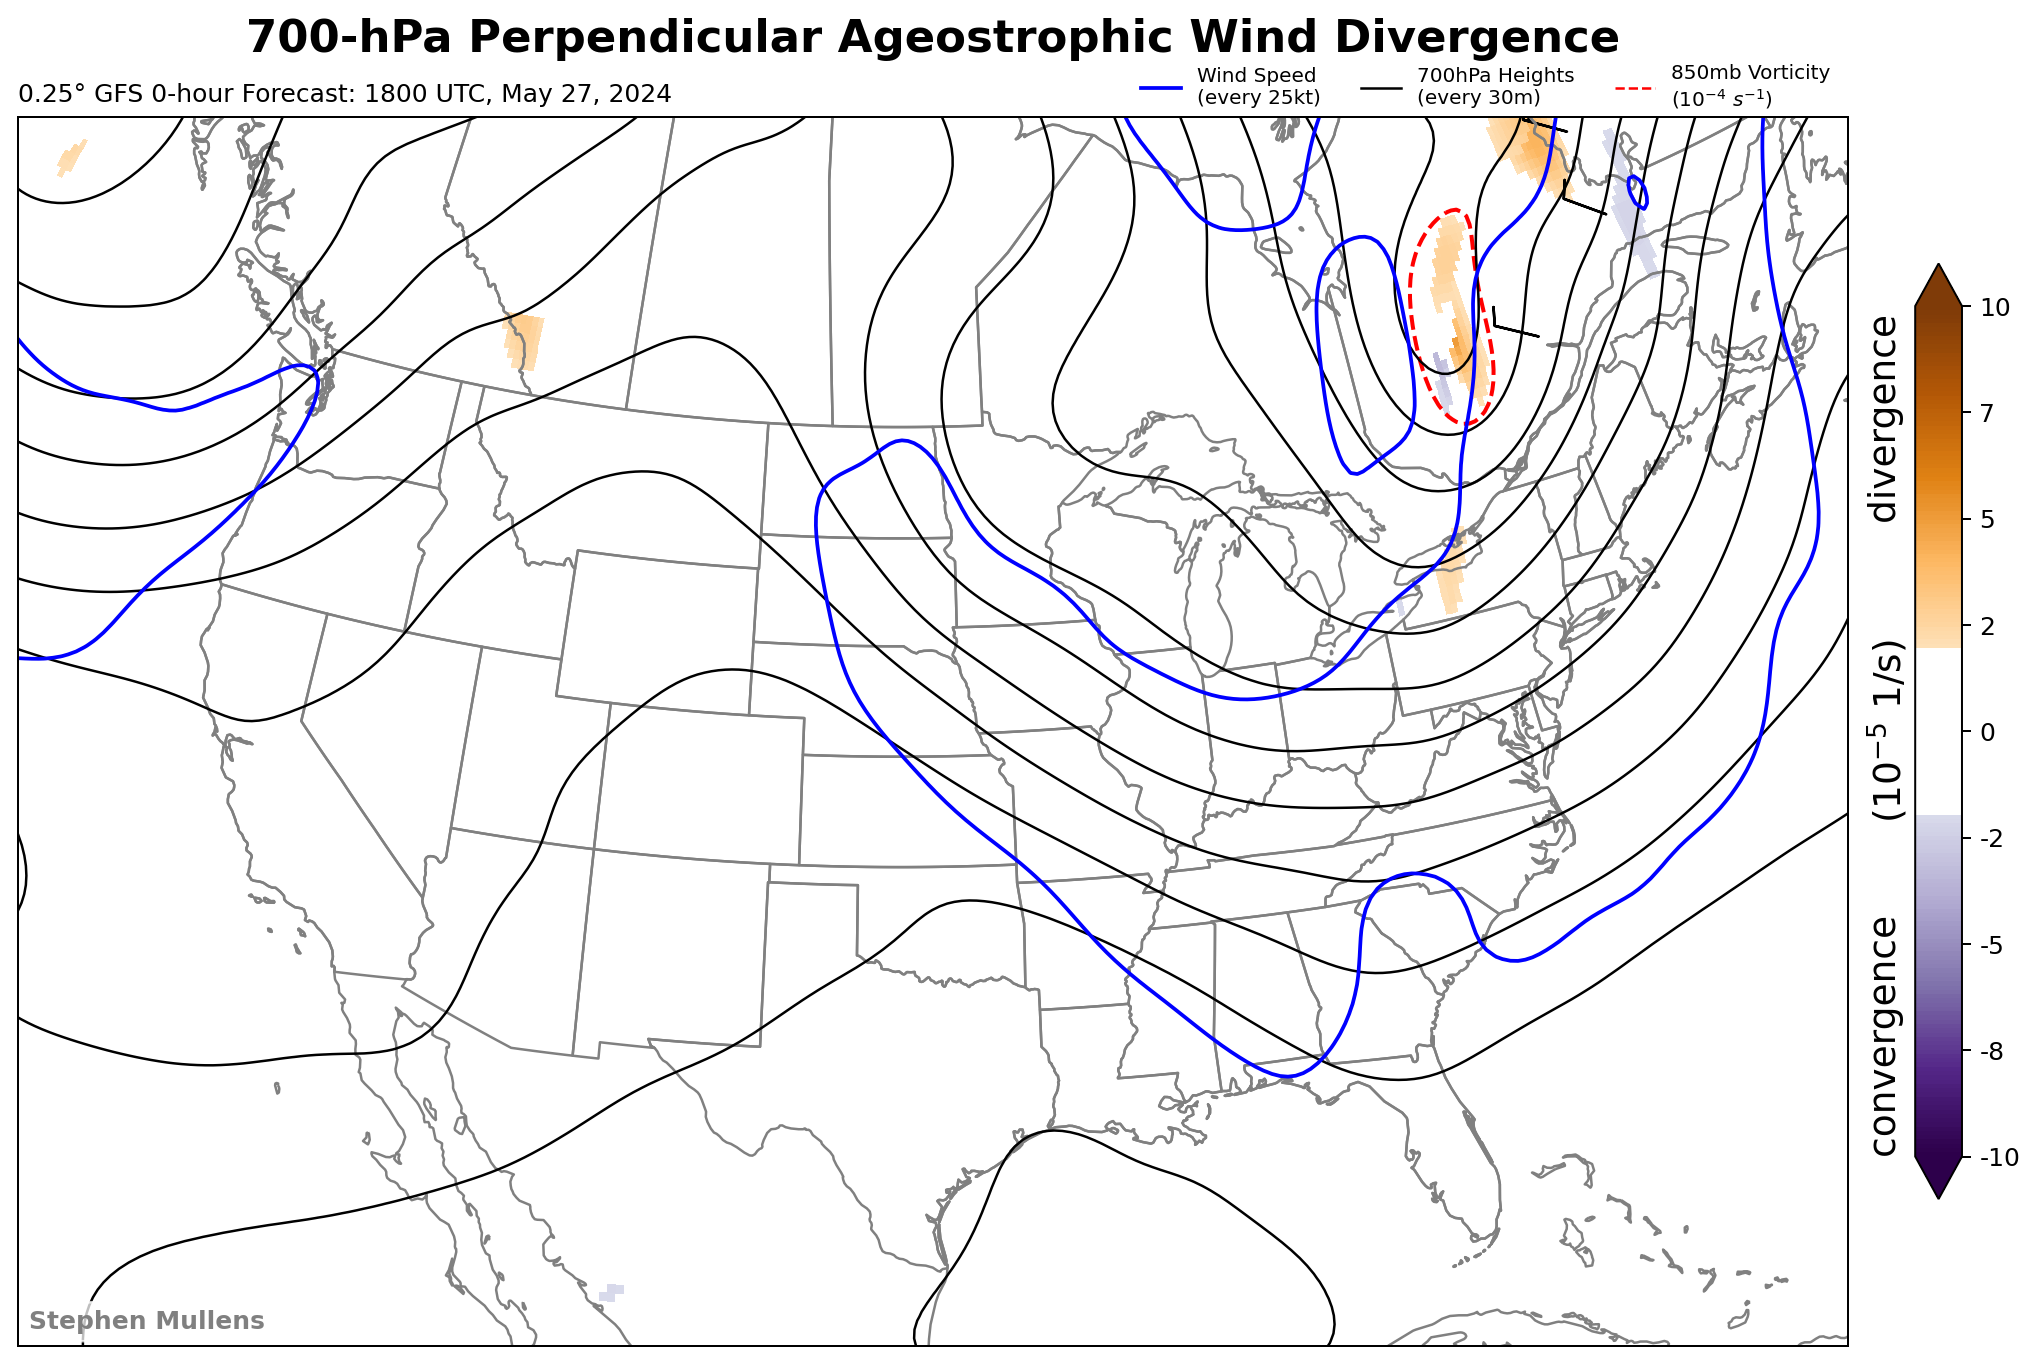 700-hPa Perpendicular Ageostrophic Wind Divergence
0.25° GFS 0-hour Forecast: 1800 UTC, May 27, 2024
Wind Speed
(every 25kt)
700hPa Heights
(every 30m)
850mb Vorticity
(10⁻⁴ s⁻¹)
10
7
5
2
0
-2
-5
-8
-10
convergence (10⁻⁵ 1/s) divergence
Stephen Mullens